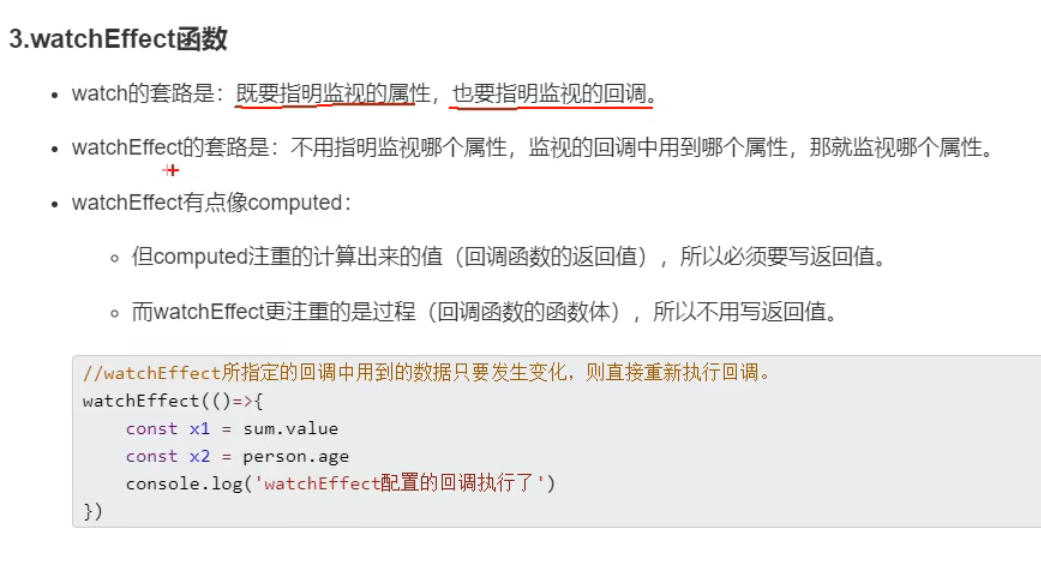 3.watchEffect函数
watch的套路是：既要指明监视的属性，也要指明监视的回调。
watchEffect的套路是：不用指明监视哪个属性，监视的回调中用到哪个属性，那就监视哪个属性。
watchEffect有点像computed：
但computed注重的计算出来的值（回调函数的返回值），所以必须要写返回值。
而watchEffect更注重的是过程（回调函数的函数体），所以不用写返回值。
//watchEffect所指定的回调中用到的数据只要发生变化，则直接重新执行回调。
watchEffect(()=>{
    const x1 = sum.value
    const x2 = person.age
    console.log('watchEffect配置的回调执行了')
})